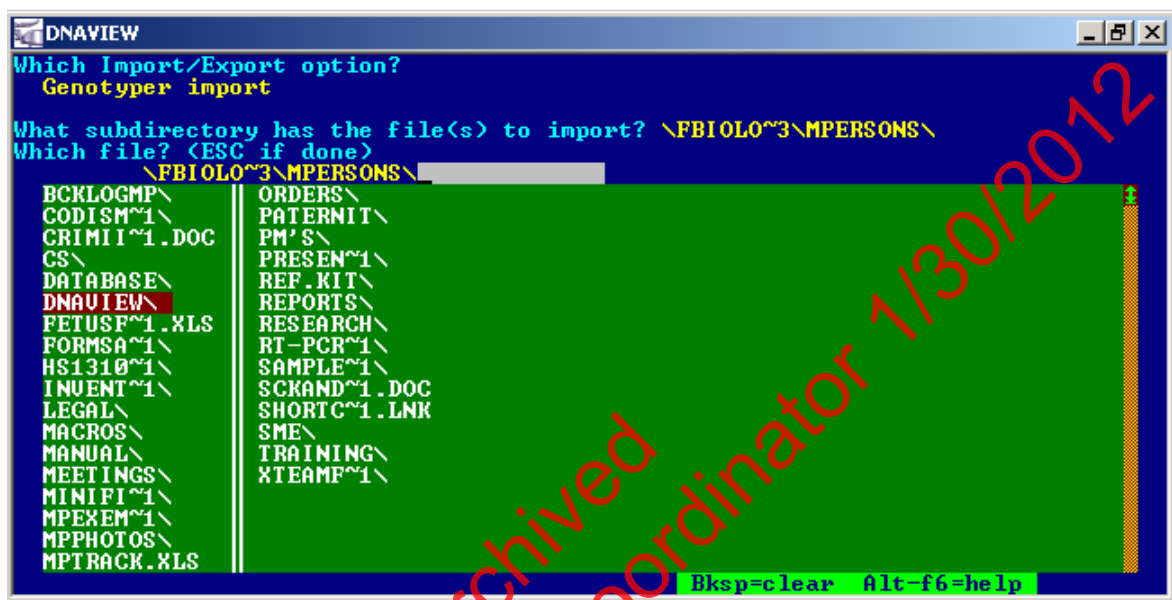 DNAVIEW
Which Import/Export option?
Genotyper import
What subdirectory has the file(s) to import? \FBIOLO~3\MPERSONS\
Which file? (ESC if done)
\FBIOLO~3\MPERSONS\_
BCKLOGMP\
CODISM~1\
CRIMII~1.DOC
CS\
DATABASE\
DNAVIEW\
FETUSF~1.XLS
FORMSA~1\
HS1310~1\
INVENT~1\
LEGAL\
MACROS\
MANUAL\
MEETINGS\
MINIFI~1\
MPEXEM~1\
MPPHOTOS\
MPTRACK.XLS
ORDERS\
PATERNIT\
PM'S\
PRESEN~1\
REF.KIT\
REPORTS\
RESEARCH\
RT-PCR~1\
SAMPLE~1\
SCKAND~1.DOC
SHORTC~1.LNK
SME\
TRAINING\
XTEAMF~1\
Bksp=clear Alt-f6=help
1/30/2012